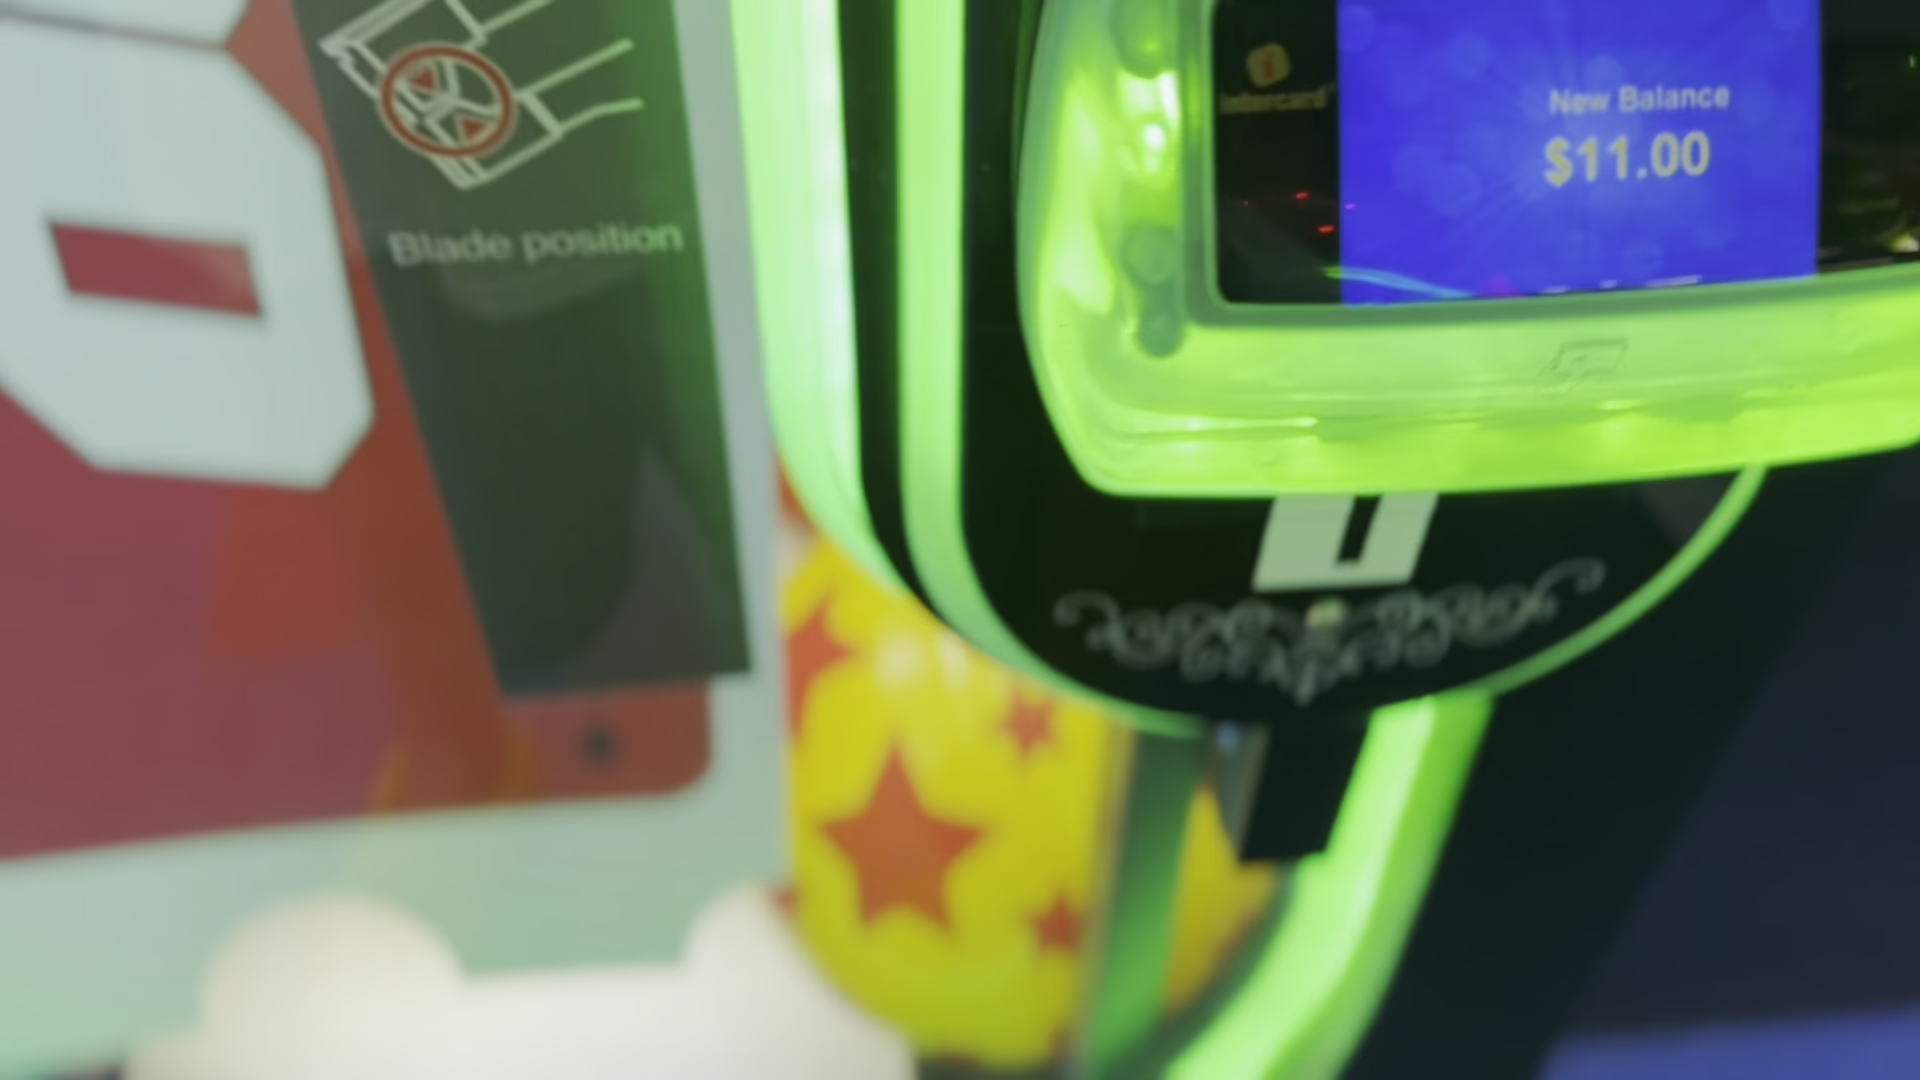 Blade position
intercard
New Balance
$11.00